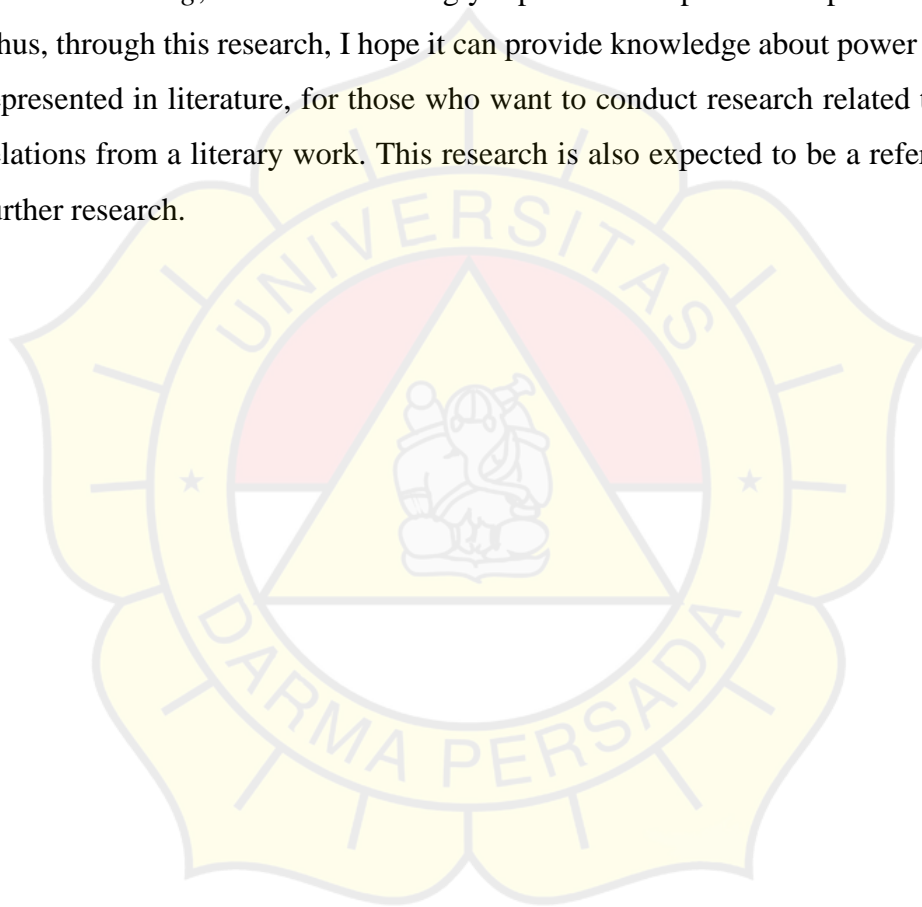 hus, through this research, I hope it can provide knowledge about power
presented in literature, for those who want to conduct research related t
lations from a literary work. This research is also expected to be a refer
urther research.
UNIVERSITAS
DARMA PERSADA